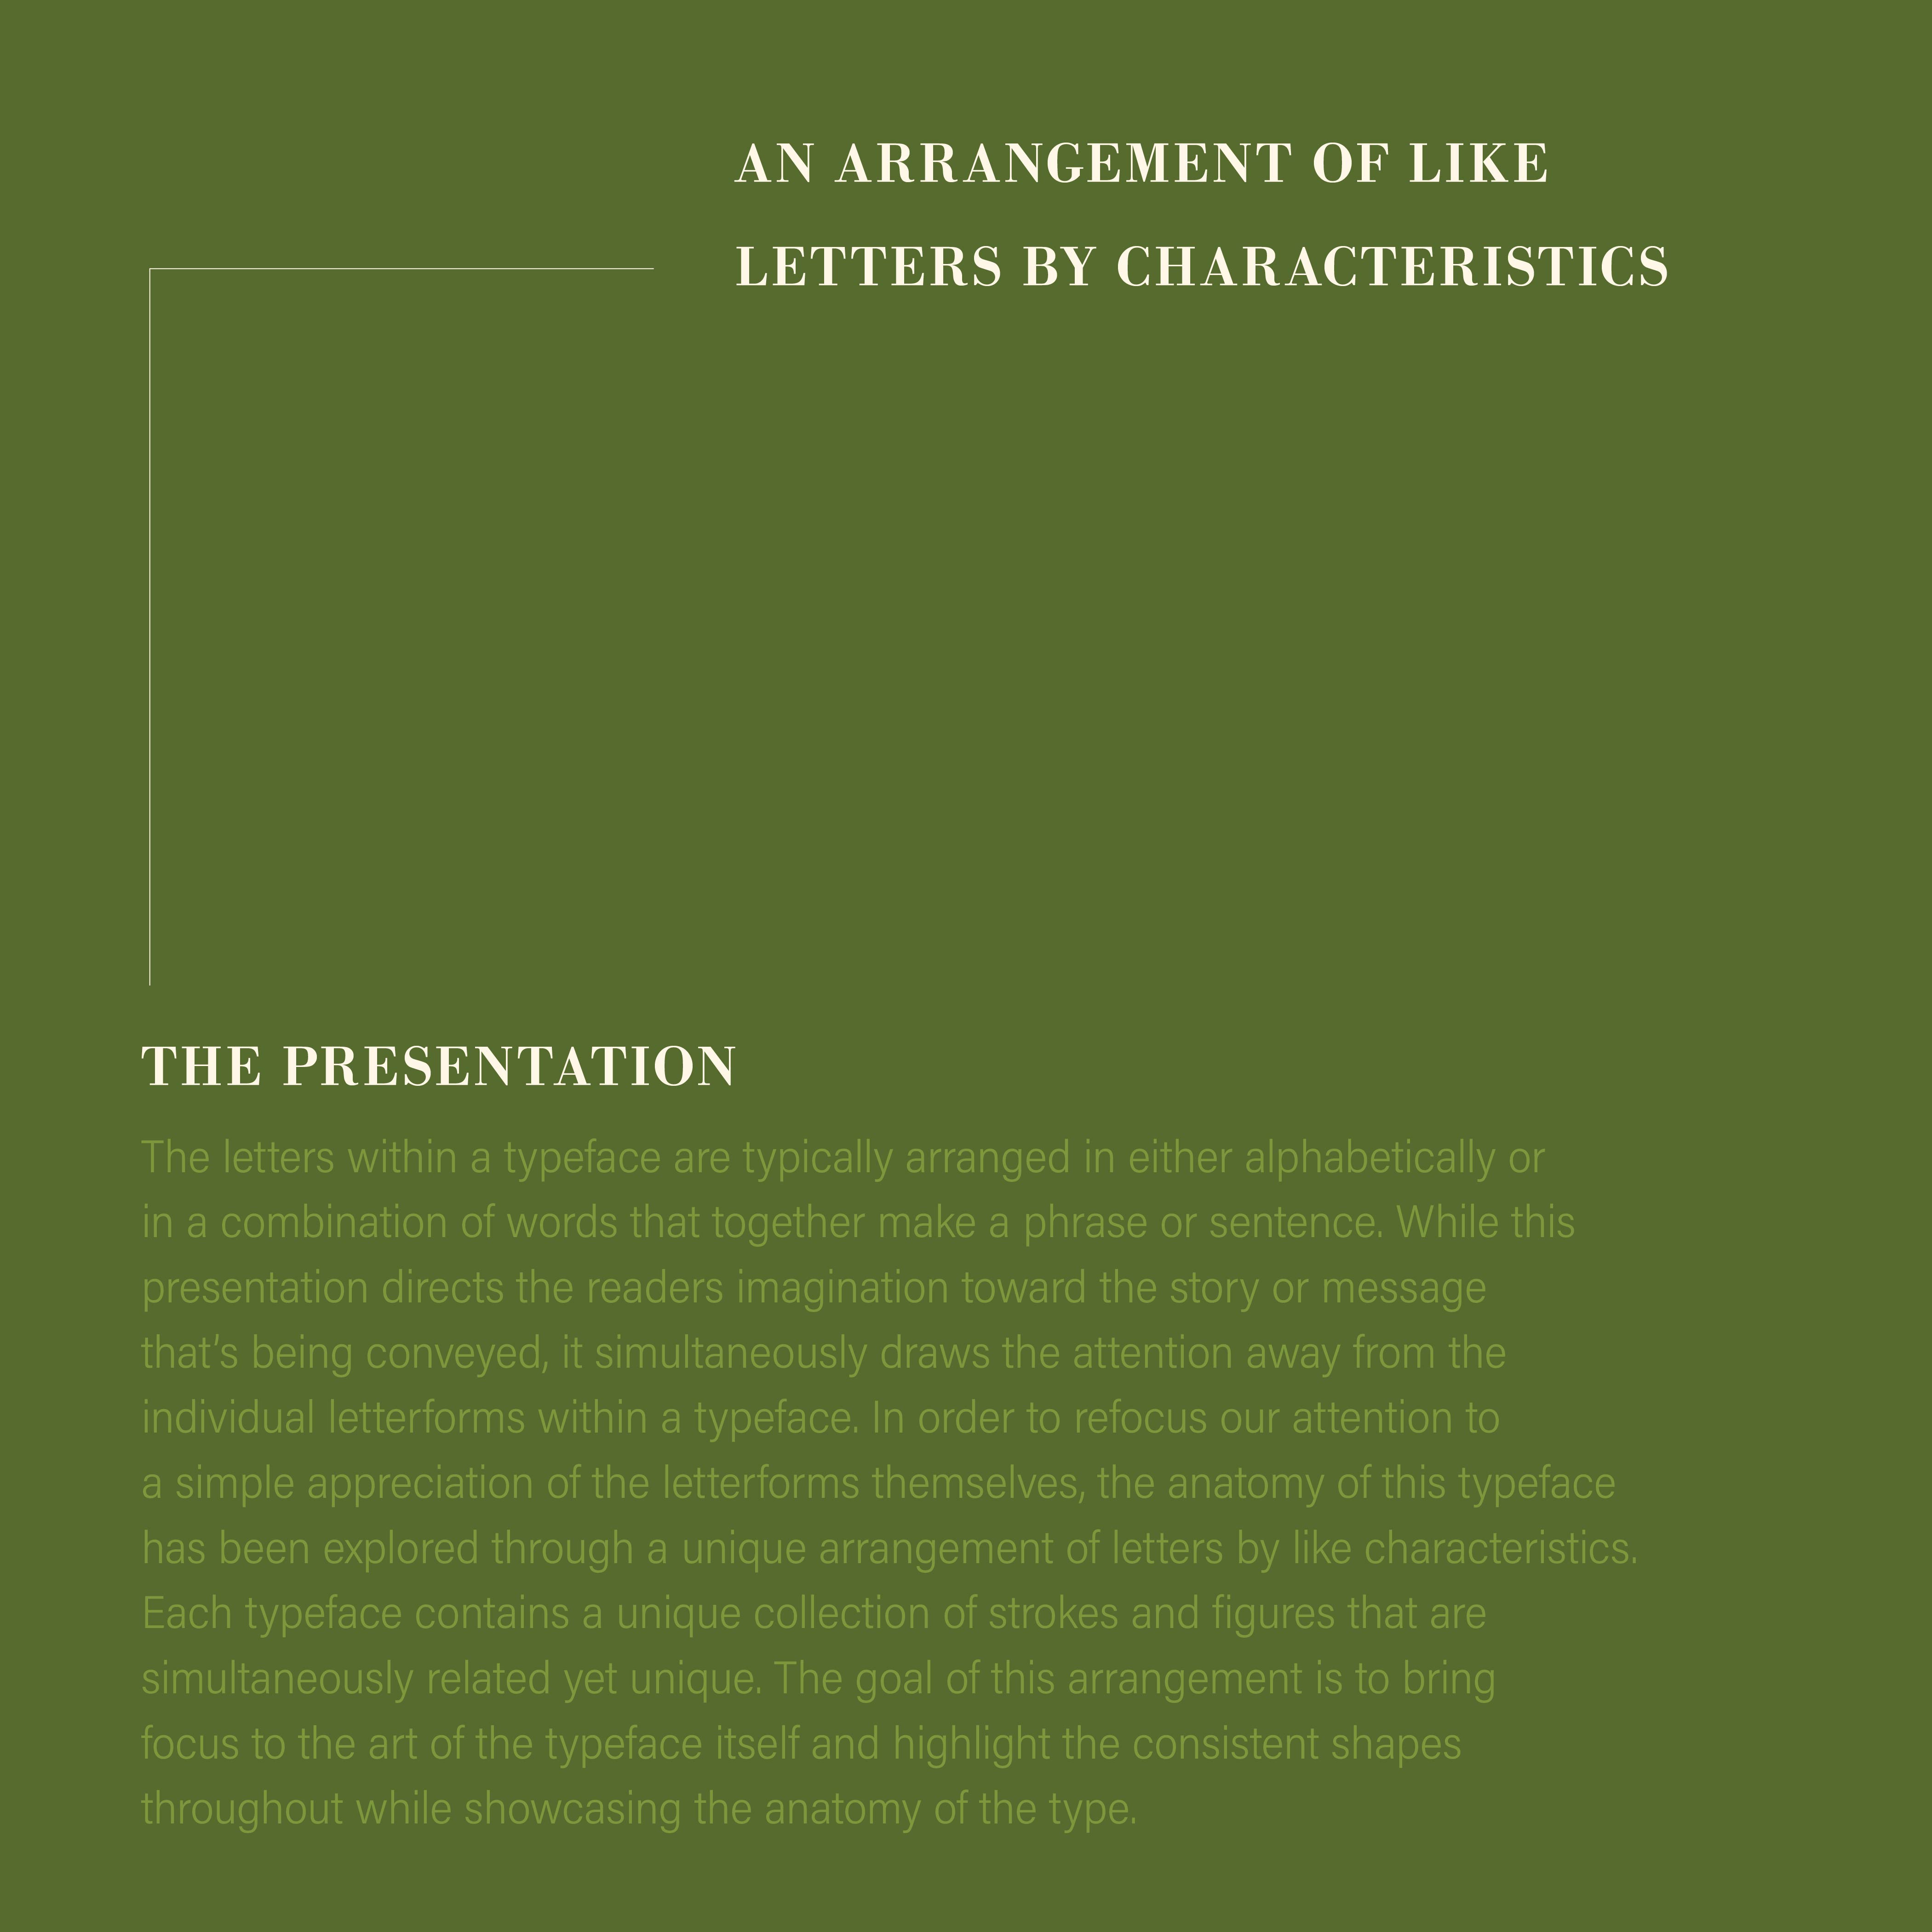 AN ARRANGEMENT OF LIKE
LETTERS BY CHARACTERISTICS
THE PRESENTATION
The letters within a typeface are typically arranged in either alphabetically or
in a combination of words that together make a phrase or sentence. While this
presentation directs the readers imagination toward the story or message
that’s being conveyed, it simultaneously draws the attention away from the
individual letterforms within a typeface. In order to refocus our attention to
a simple appreciation of the letterforms themselves, the anatomy of this typeface
has been explored through a unique arrangement of letters by like characteristics.
Each typeface contains a unique collection of strokes and figures that are
simultaneously related yet unique. The goal of this arrangement is to bring
focus to the art of the typeface itself and highlight the consistent shapes
throughout while showcasing the anatomy of the type.